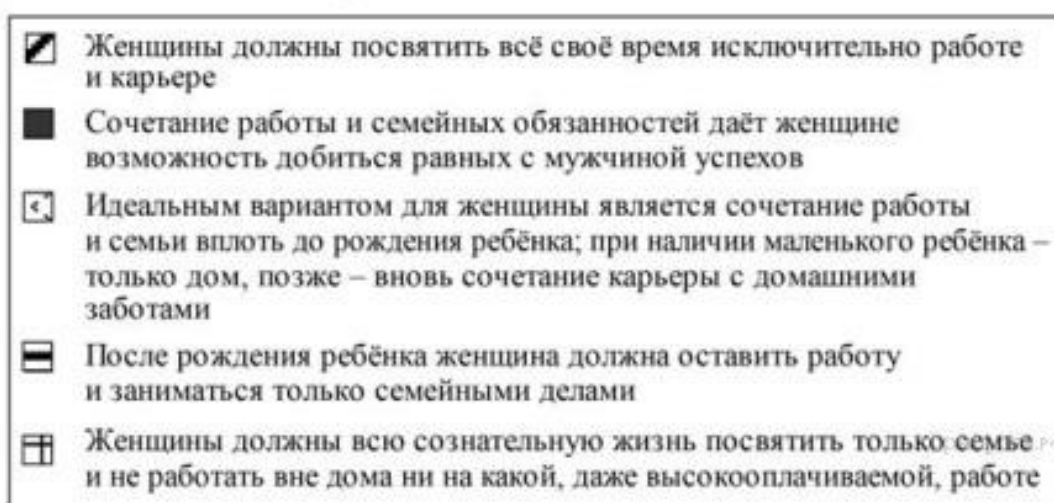 Женщины должны посвятить всё своё время исключительно работе
и карьере
Сочетание работы и семейных обязанностей даёт женщине
возможность добиться равных с мужчиной успехов
Идеальным вариантом для женщины является сочетание работы
и семьи вплоть до рождения ребёнка; при наличии маленького ребёнка –
только дом, позже – вновь сочетание карьеры с домашними
заботами
После рождения ребёнка женщина должна оставить работу
и заниматься только семейными делами
Женщины должны всю сознательную жизнь посвятить только семье
и не работать вне дома ни на какой, даже высокооплачиваемой, работе